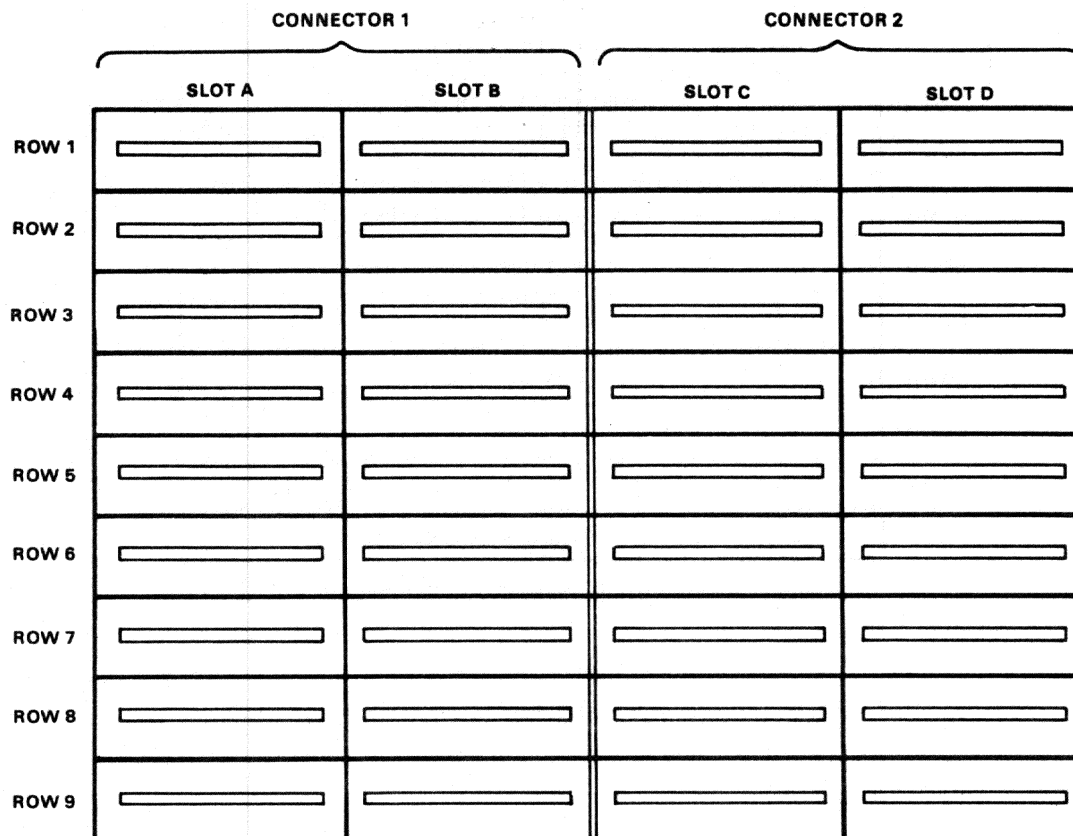 CONNECTOR 1 CONNECTOR 2
SLOT A SLOT B SLOT C SLOT D
ROW 1
ROW 2
ROW 3
ROW 4
ROW 5
ROW 6
ROW 7
ROW 8
ROW 9